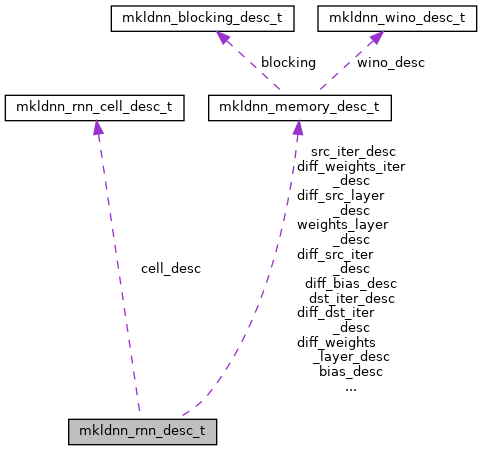 mkldnn_blocking_desc_t
mkldnn_wino_desc_t
blocking
wino_desc
mkldnn_rnn_cell_desc_t
mkldnn_memory_desc_t
cell_desc
src_iter_desc
diff_weights_iter
_desc
diff_src_layer
_desc
weights_layer
_desc
diff_src_iter
_desc
diff_bias_desc
dst_iter_desc
diff_dst_iter
_desc
diff_weights
_layer_desc
bias_desc
...
mkldnn_rnn_desc_t